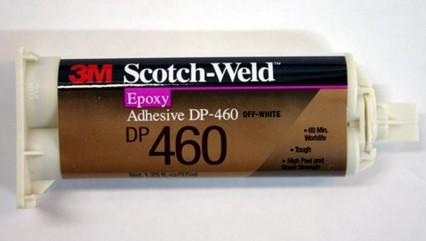 3M Scotch-Weld™
Epoxy
Adhesive DP-460 OFF-WHITE
DP 460
• 60 Min.
Worklife
• Tough
• High Peel and
Shear Strength